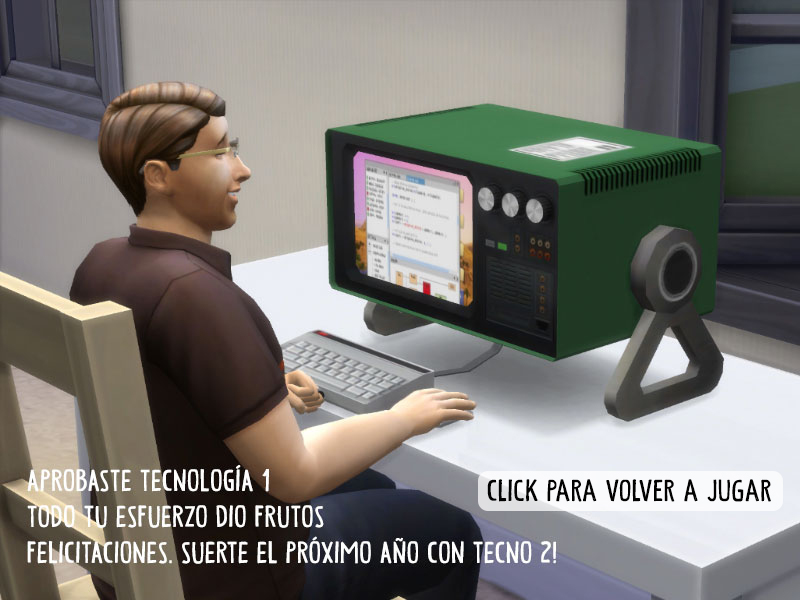 APROBASTE TECNOLOGÍA 1
TODO TU ESFUERZO DIO FRUTOS
FELICITACIONES. SUERTE EL PRÓXIMO AÑO CON TECNO 2!
CLICK PARA VOLVER A JUGAR